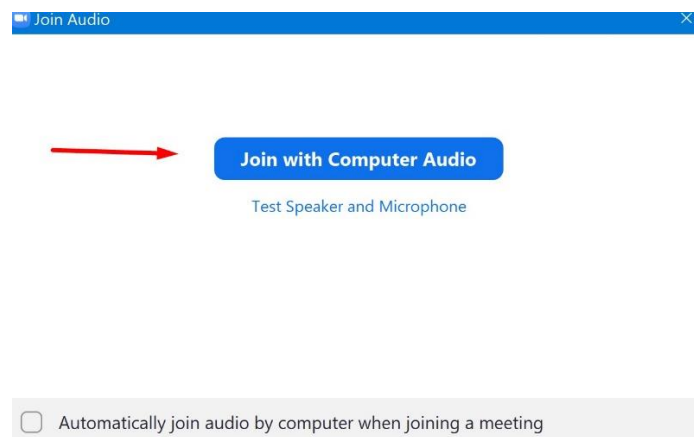 Join Audio
Join with Computer Audio
Test Speaker and Microphone
Automatically join audio by computer when joining a meeting